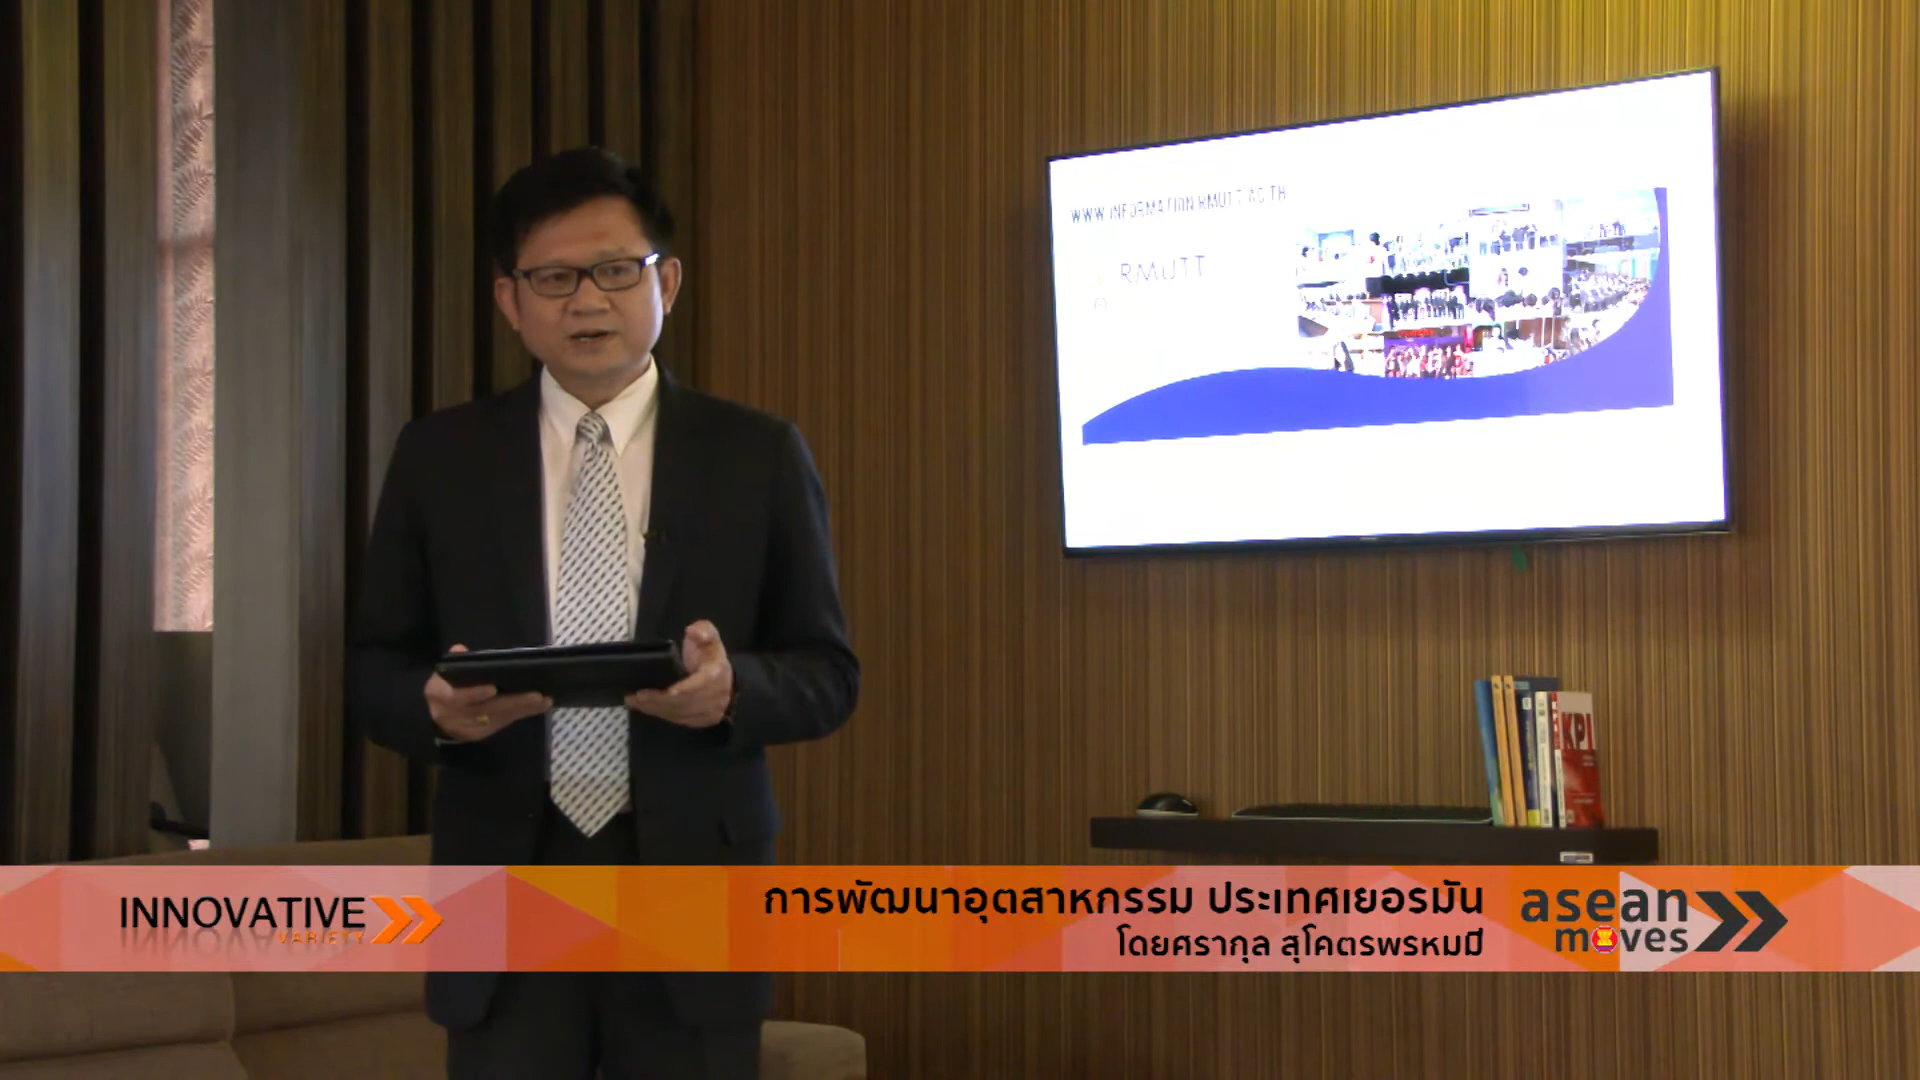 WWW.INFORMATION.RMUTT.AC.TH
RMUTT
KPI
INNOVATIVE
VARIETY
การพัฒนาอุตสาหกรรม ประเทศเยอรมัน
โดยศรากุล สุโคตรพรหมมี
asean
moves